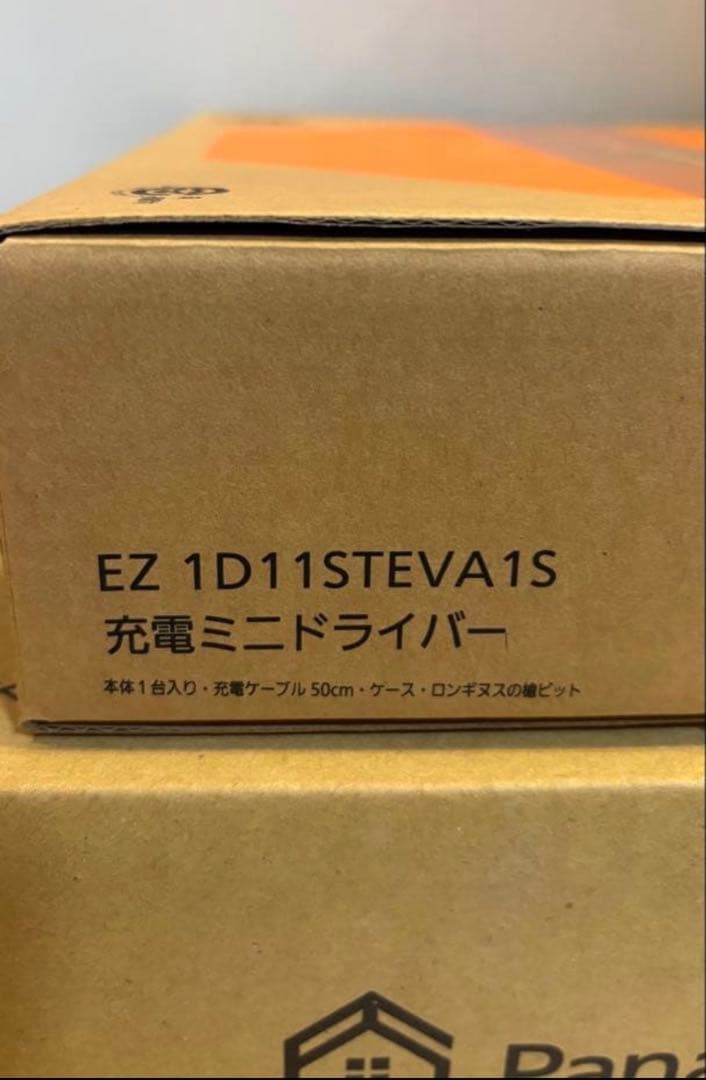 EZ 1D11STEVA1S
充電ミニドライバー
本体1台入り・充電ケーブル 50cm・ケース・ロンギヌスの槍ビット
Pana